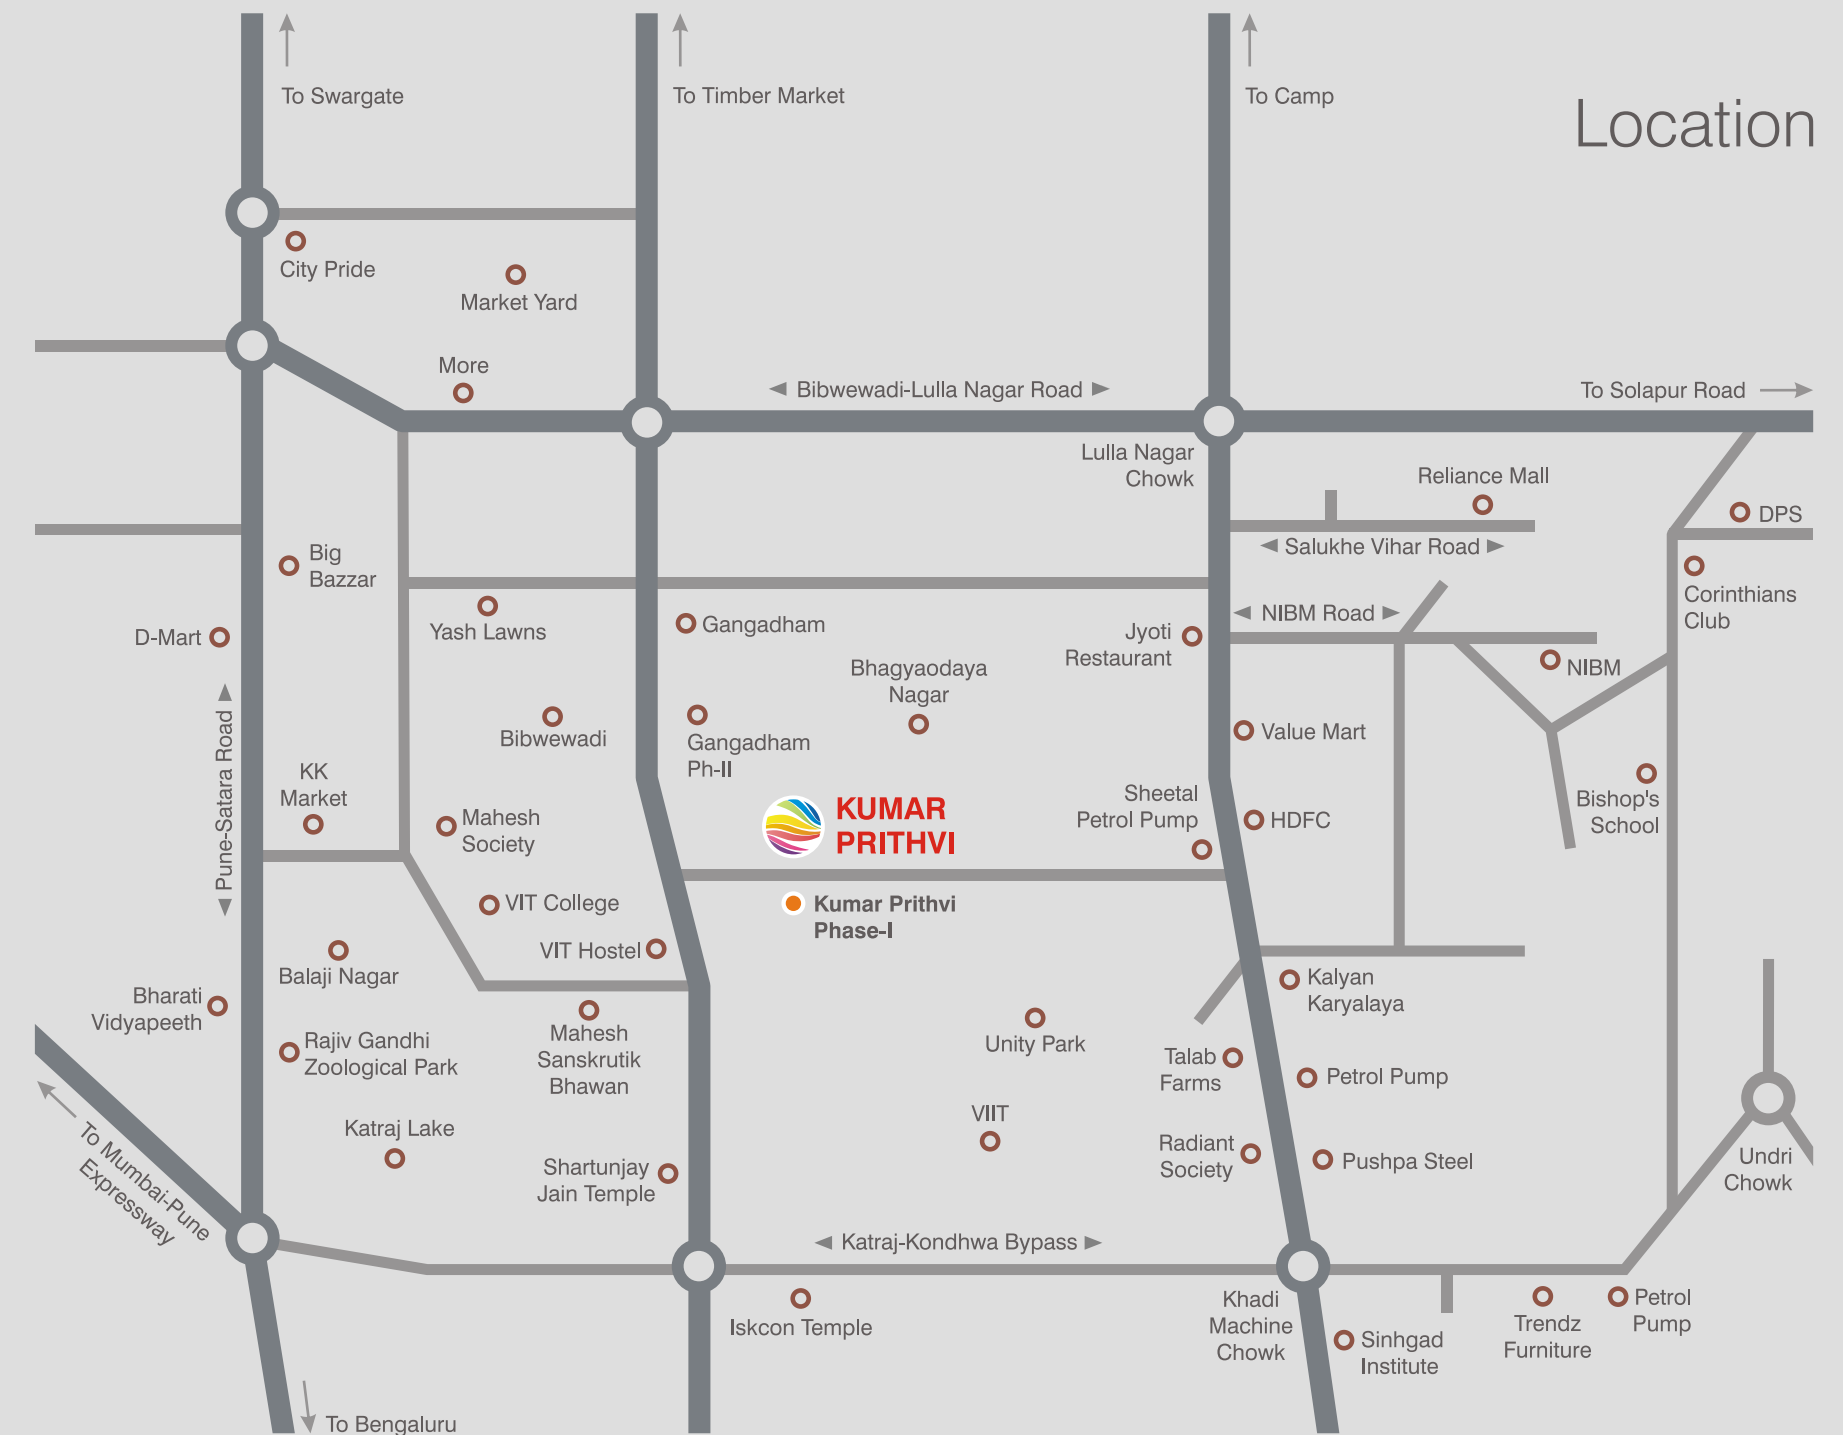 To Swargate
To Timber Market
To Camp
Location
City Pride
Market Yard
More
Bibwewadi-Lulla Nagar Road
To Solapur Road
Lulla Nagar
Chowk
Reliance Mall
DPS
Salukhe Vihar Road
Big
Bazzar
Corinthians
Club
D-Mart
Yash Lawns
Gangadham
NIBM Road
Jyoti
Restaurant
NIBM
Bhagyaodaya
Nagar
Bibwewadi
Gangadham
Ph-II
Value Mart
Pune-Satara Road
KK
Market
Mahesh
Society
KUMAR
PRITHVI
Sheetal
Petrol Pump
HDFC
Bishop's
School
VIT College
Kumar Prithvi
Phase-I
VIT Hostel
Balaji Nagar
Kalyan
Karyalaya
Bharati
Vidyapeeth
Rajiv Gandhi
Zoological Park
Mahesh
Sanskrutik
Bhawan
Unity Park
Talab
Farms
Petrol Pump
To Mumbai-Pune
Expressway
Katraj Lake
VIIT
Radiant
Society
Pushpa Steel
Undri
Chowk
Shartunjay
Jain Temple
Katraj-Kondhwa Bypass
Iskcon Temple
Khadi
Machine
Chowk
Sinhgad
Institute
Trendz
Furniture
Petrol
Pump
To Bengaluru